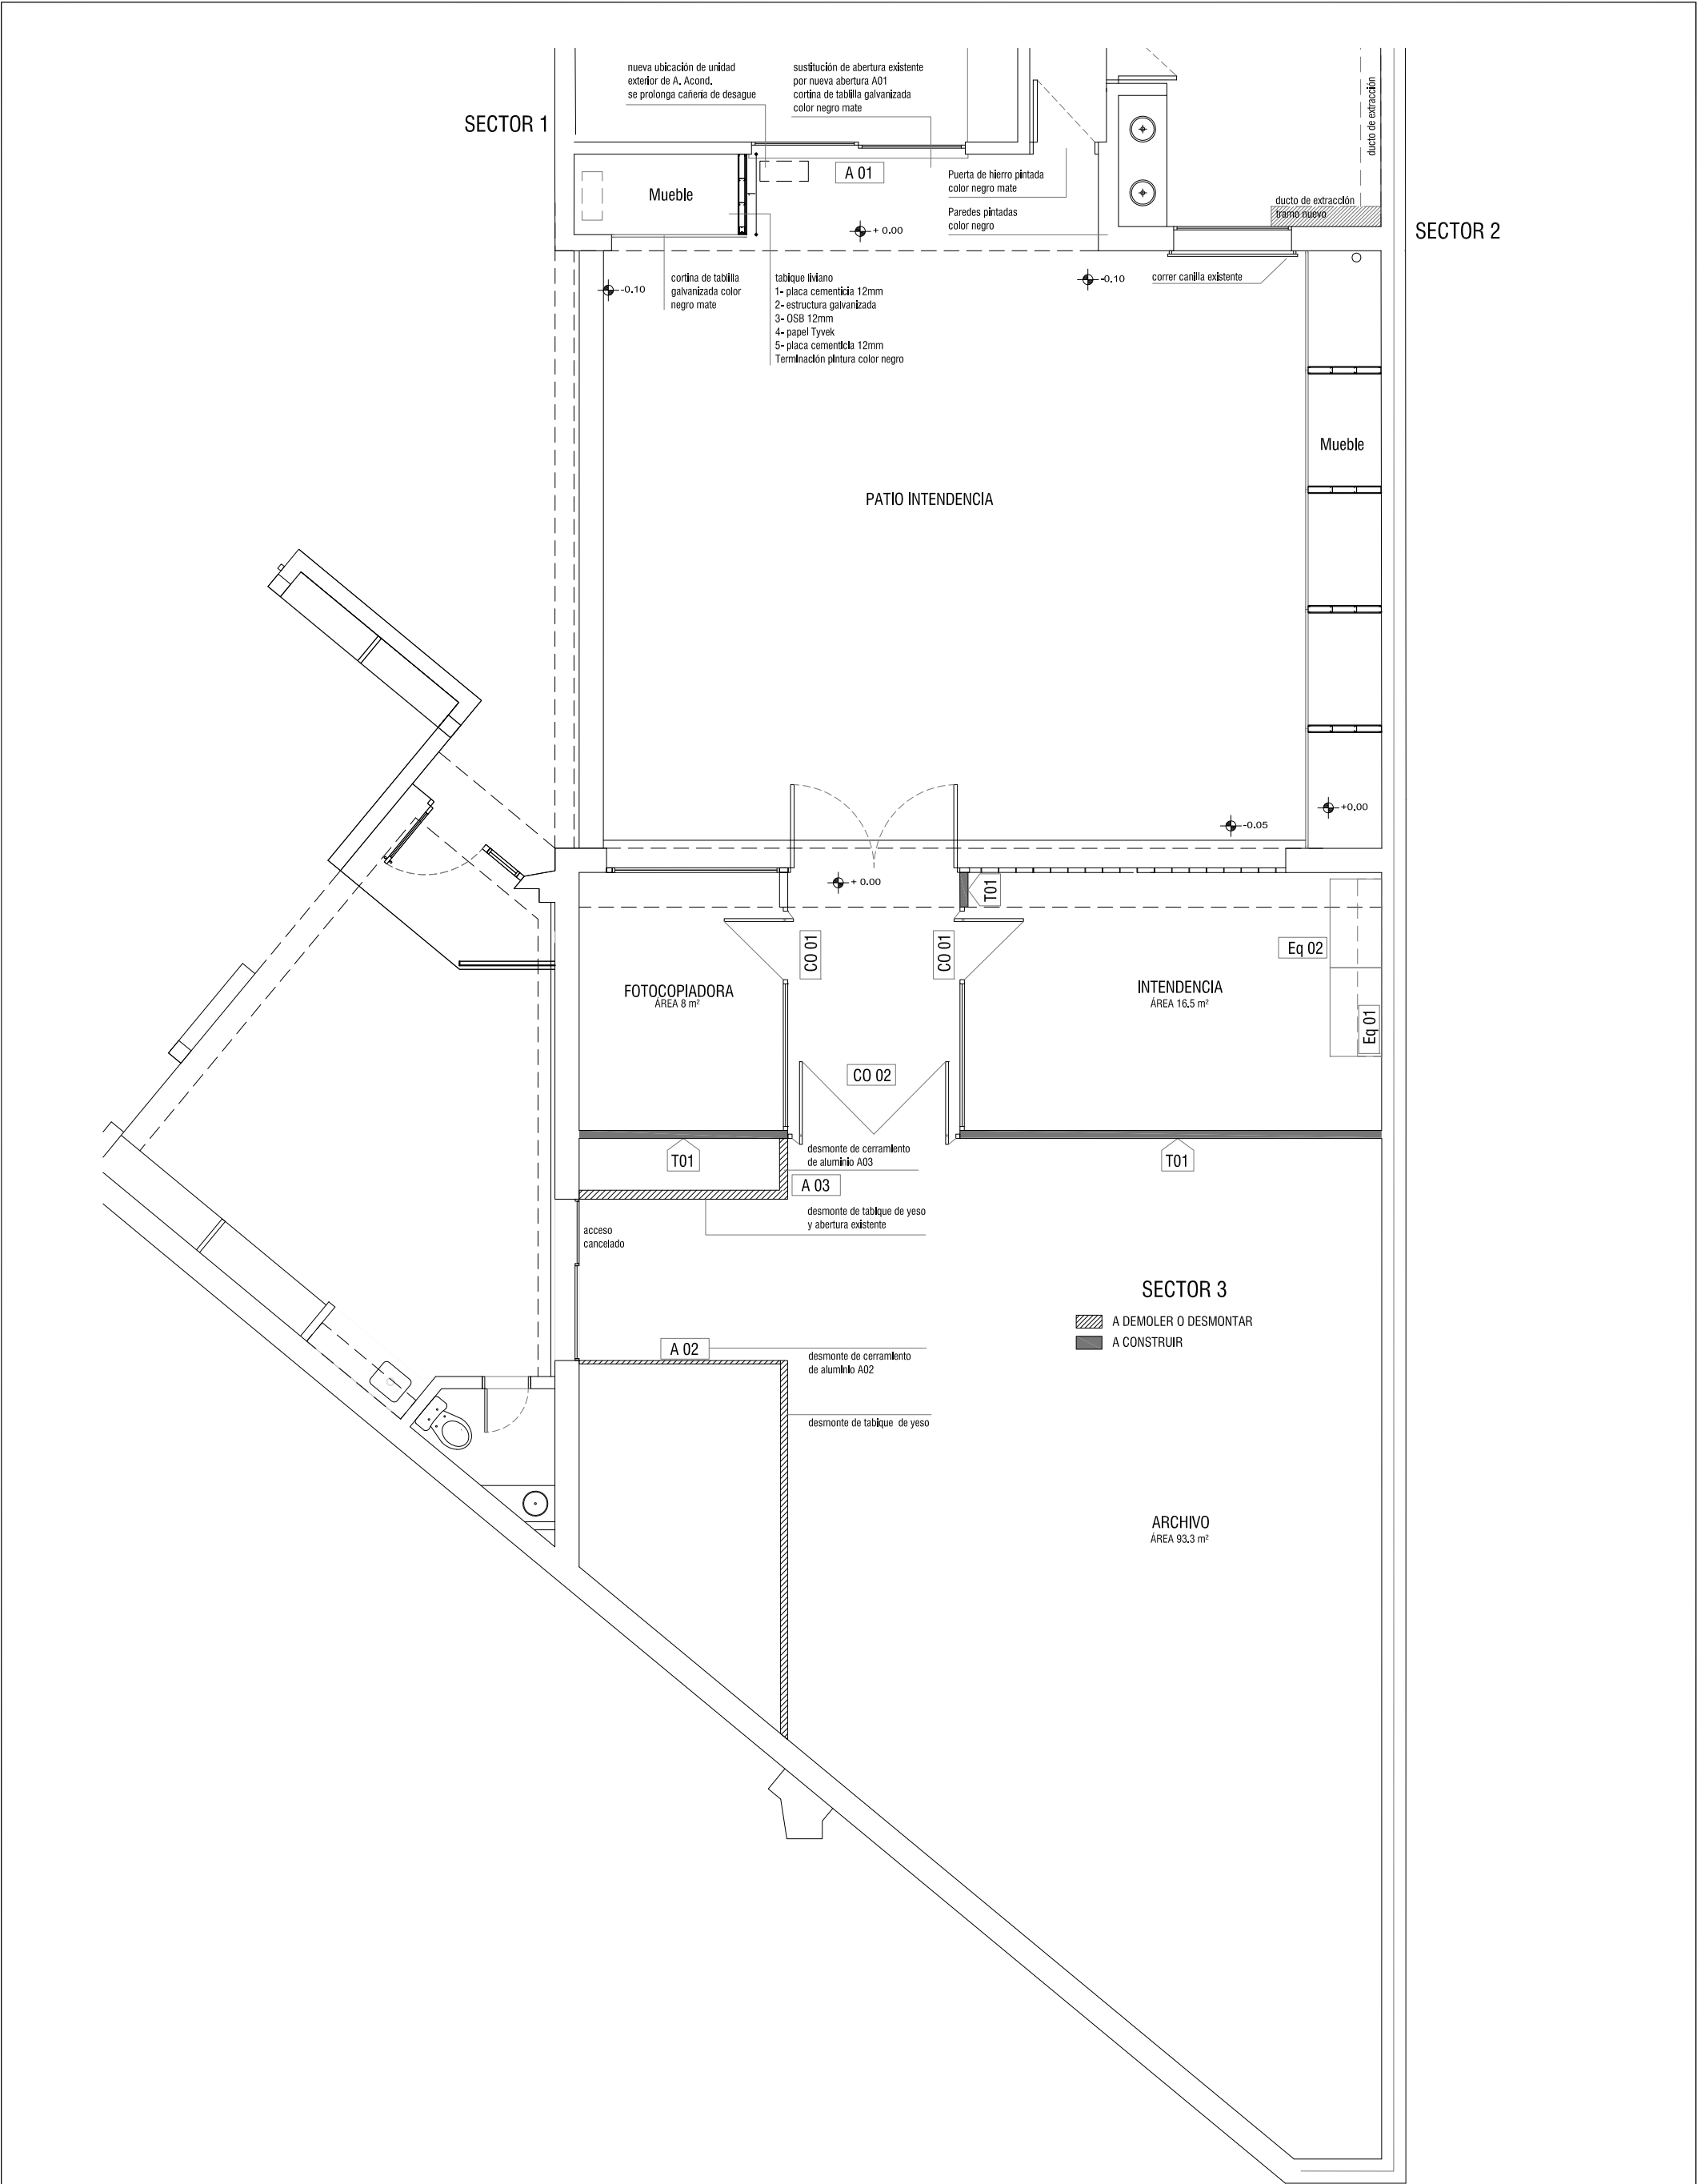 nueva ubicación de unidad
exterior de A. Acond.
se prolonga cañeria de desague
sustitución de abertura existente
por nueva abertura A01
cortina de tablilla galvanizada
color negro mate
ducto de extracción
SECTOR 1
A 01
Mueble
1
Puerta de hierro pintada
color negro mate
Paredes pintadas
color negro
ducto de extracción
tramo nuevo
SECTOR 2
+ 0.00
-0.10
cortina de tablilla
galvanizada color
negro mate
tabique liviano
1- placa cementicia 12mm
2- estructura galvanizada
3- OSB 12mm
4- papel Tyvek
5- placa cementicia 12mm
Terminación pintura color negro
-0.10
correr canilla existente
Mueble
PATIO INTENDENCIA
+0.00
-0.05
+ 0.00
T01
CO 01
CO 01
Eq 02
FOTOCOPIADORA
ÁREA 8 m²
INTENDENCIA
ÁREA 16.5 m²
Eq 01
CO 02
T01
desmonte de cerramiento
de aluminio A03
T01
A 03
desmonte de tabique de yeso
y abertura existente
acceso
cancelado
SECTOR 3
A DEMOLER O DESMONTAR
A CONSTRUIR
A 02
desmonte de cerramiento
de aluminio A02
desmonte de tabique de yeso
ARCHIVO
ÁREA 93.3 m²